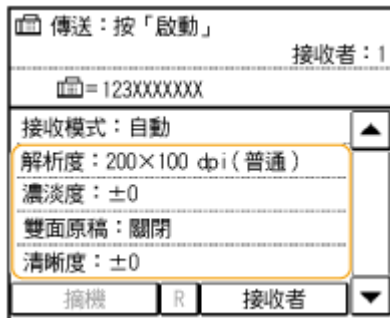 傳送：按「啟動」
接收者：1
=123XXXXXXX
接收模式：自動
解析度：200×100 dpi(普通)
濃淡度：±0
雙面原稿：關閉
清晰度：±0
摘機 R 接收者